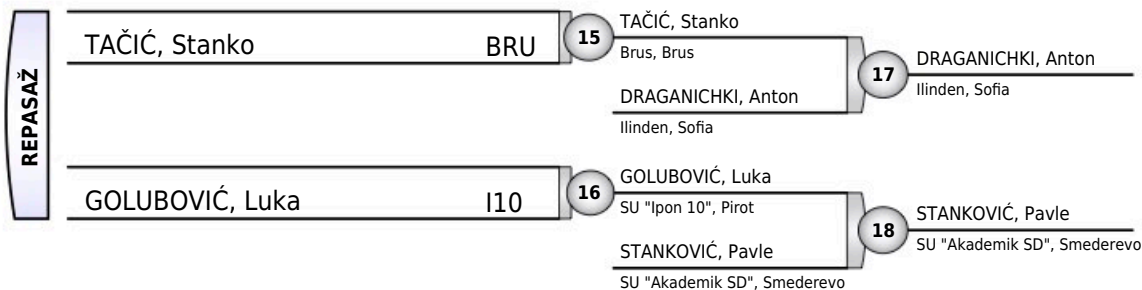 REPASAŽ
TAČIĆ, Stanko BRU
15
TAČIĆ, Stanko
Brus, Brus
DRAGANICHKI, Anton
Ilinden, Sofia
17
DRAGANICHKI, Anton
Ilinden, Sofia
GOLUBOVIĆ, Luka I10
16
GOLUBOVIĆ, Luka
SU "Ipon 10", Pirot
STANKOVIĆ, Pavle
SU "Akademik SD", Smederevo
18
STANKOVIĆ, Pavle
SU "Akademik SD", Smederevo